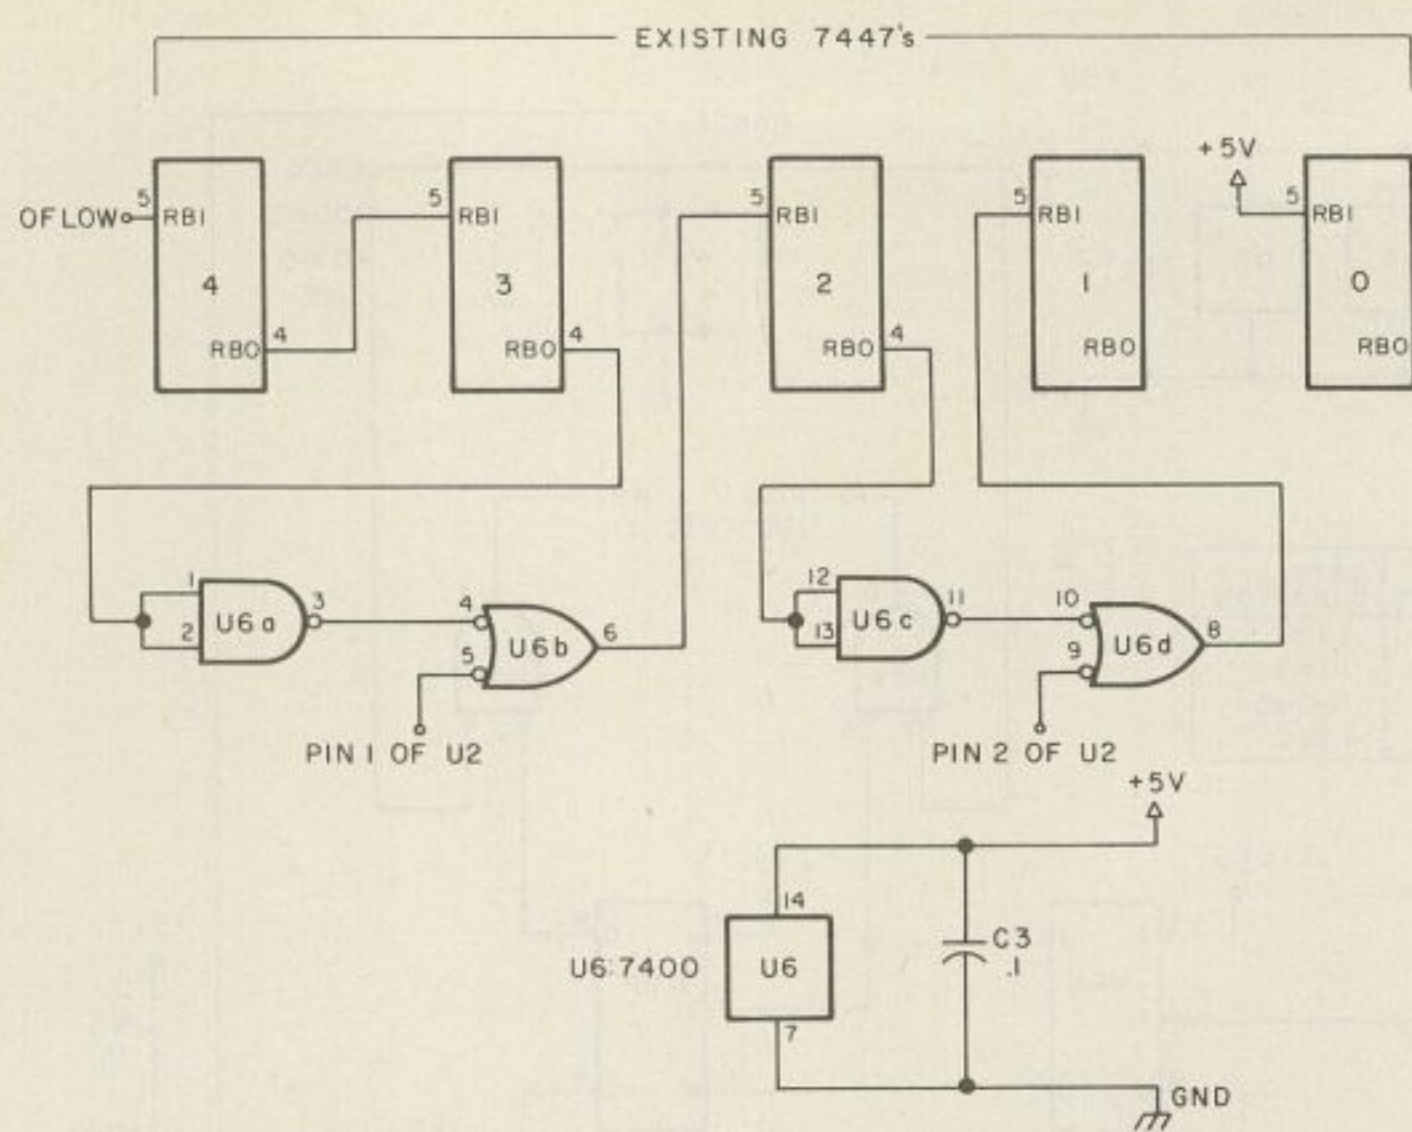 EXISTING 7447's
+5V
OFLOW
5
RBI
4
RBO
4
5
RBI
3
RBO
4
5
RBI
2
RBO
4
5
RBI
1
RBO
5
RBI
0
RBO
1
2
U6a
3
4
5
U6b
6
12
13
U6c
11
10
9
U6d
8
PIN 1 OF U2
PIN 2 OF U2
+5V
14
U6:7400
U6
C3
.1
7
GND